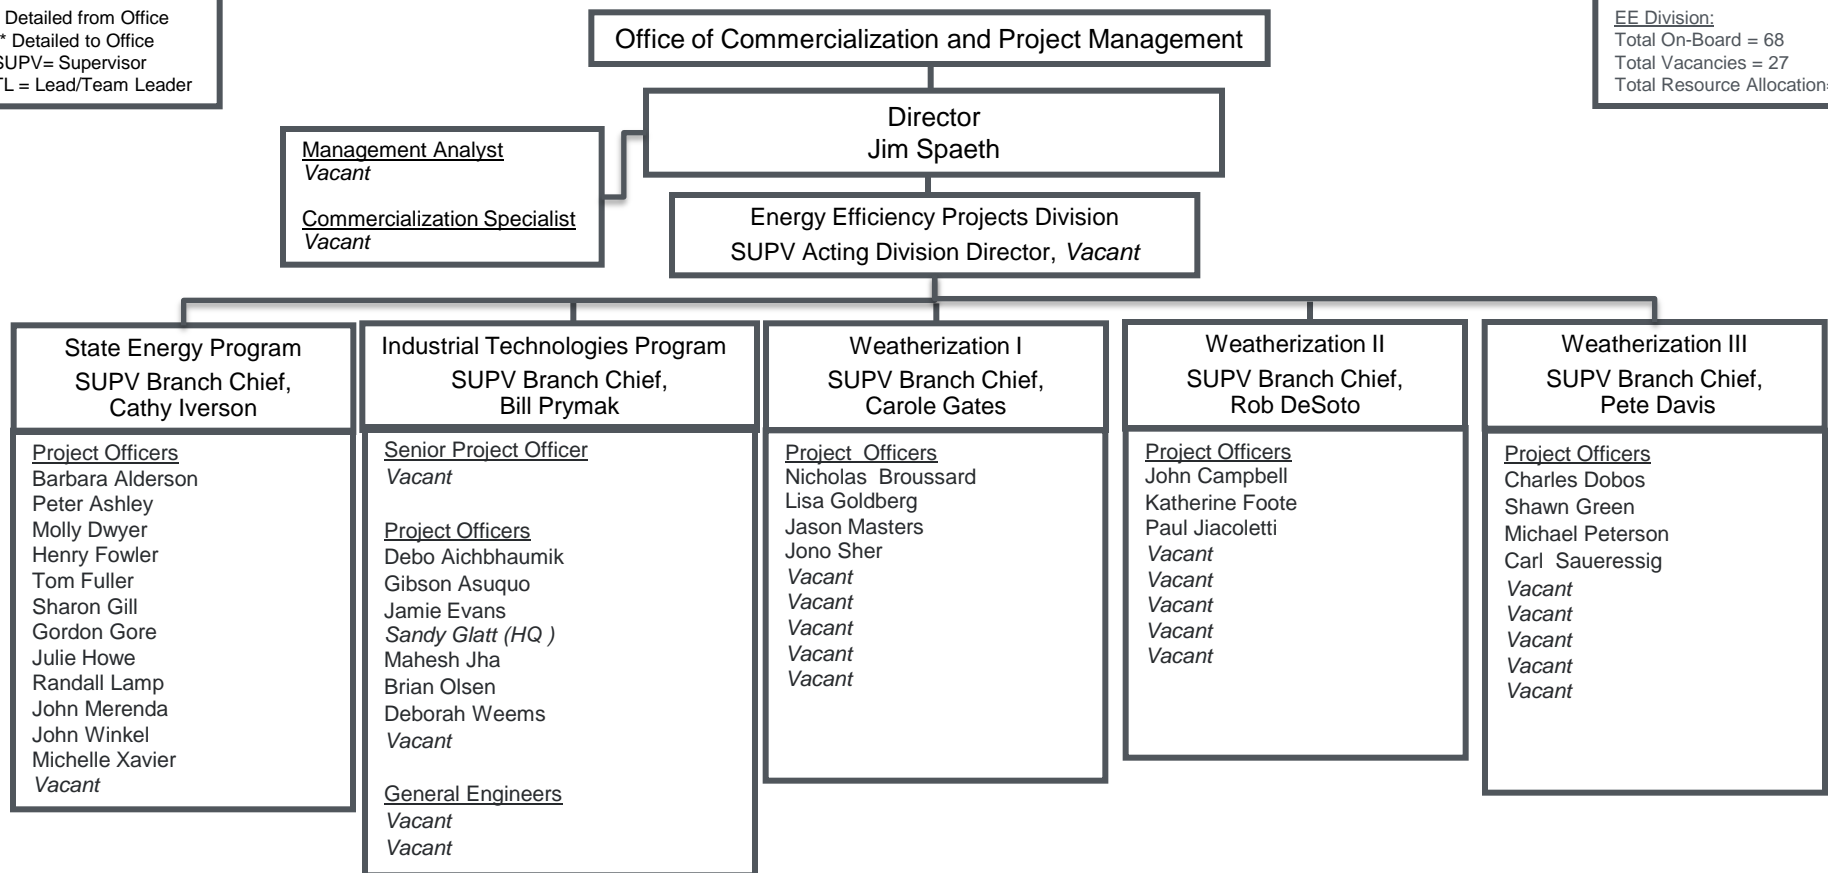 Detailed from Office
* Detailed to Office
SUPV= Supervisor
TL = Lead/Team Leader
Office of Commercialization and Project Management
EE Division:
Total On-Board = 68
Total Vacancies = 27
Total Resource Allocation=
Director
Jim Spaeth
Management Analyst
Vacant
Commercialization Specialist
Vacant
Energy Efficiency Projects Division
SUPV Acting Division Director, Vacant
State Energy Program
SUPV Branch Chief,
Cathy Iverson
Project Officers
Barbara Alderson
Peter Ashley
Molly Dwyer
Henry Fowler
Tom Fuller
Sharon Gill
Gordon Gore
Julie Howe
Randall Lamp
John Merenda
John Winkel
Michelle Xavier
Vacant
Industrial Technologies Program
SUPV Branch Chief,
Bill Prymak
Senior Project Officer
Vacant
Project Officers
Debo Aichbhaumik
Gibson Asuquo
Jamie Evans
Sandy Glatt (HQ )
Mahesh Jha
Brian Olsen
Deborah Weems
Vacant
General Engineers
Vacant
Vacant
Weatherization I
SUPV Branch Chief,
Carole Gates
Project Officers
Nicholas Broussard
Lisa Goldberg
Jason Masters
Jono Sher
Vacant
Vacant
Vacant
Vacant
Vacant
Weatherization II
SUPV Branch Chief,
Rob DeSoto
Project Officers
John Campbell
Katherine Foote
Paul Jiacoletti
Vacant
Vacant
Vacant
Vacant
Vacant
Weatherization III
SUPV Branch Chief,
Pete Davis
Project Officers
Charles Dobos
Shawn Green
Michael Peterson
Carl Saueressig
Vacant
Vacant
Vacant
Vacant
Vacant